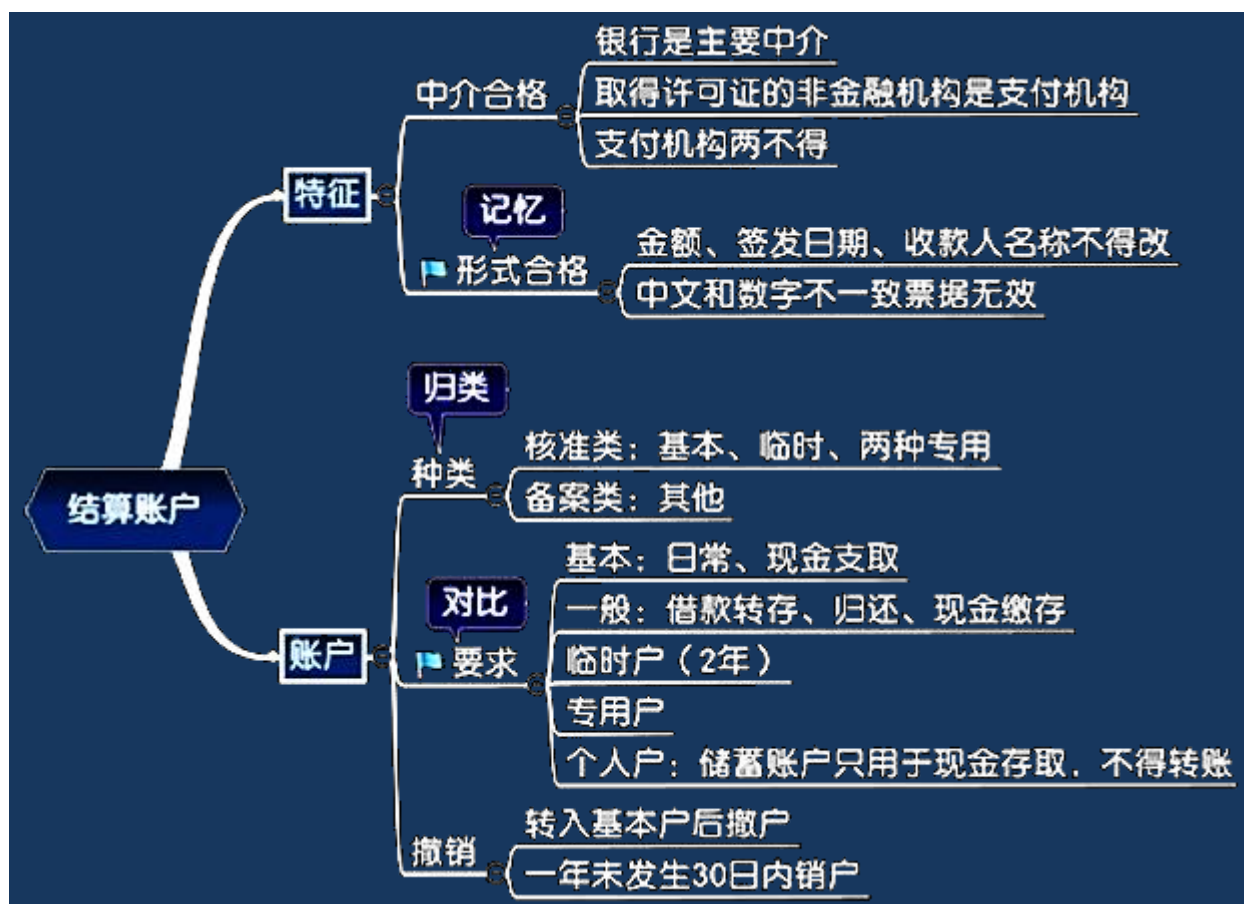 银行是主要中介
中介合格
取得许可证的非金融机构是支付机构
支付机构两不得
特征
记忆
形式合格
金额、签发日期、收款人名称不得改
中文和数字不一致票据无效
结算账户
归类
种类
核准类：基本、临时、两种专用
备案类：其他
账户
对比
要求
基本：日常、现金支取
一般：借款转存、归还、现金缴存
临时户（2年）
专用户
个人户：储蓄账户只用于现金存取，不得转账
撤销
转入基本户后撤户
一年未发生30日内销户